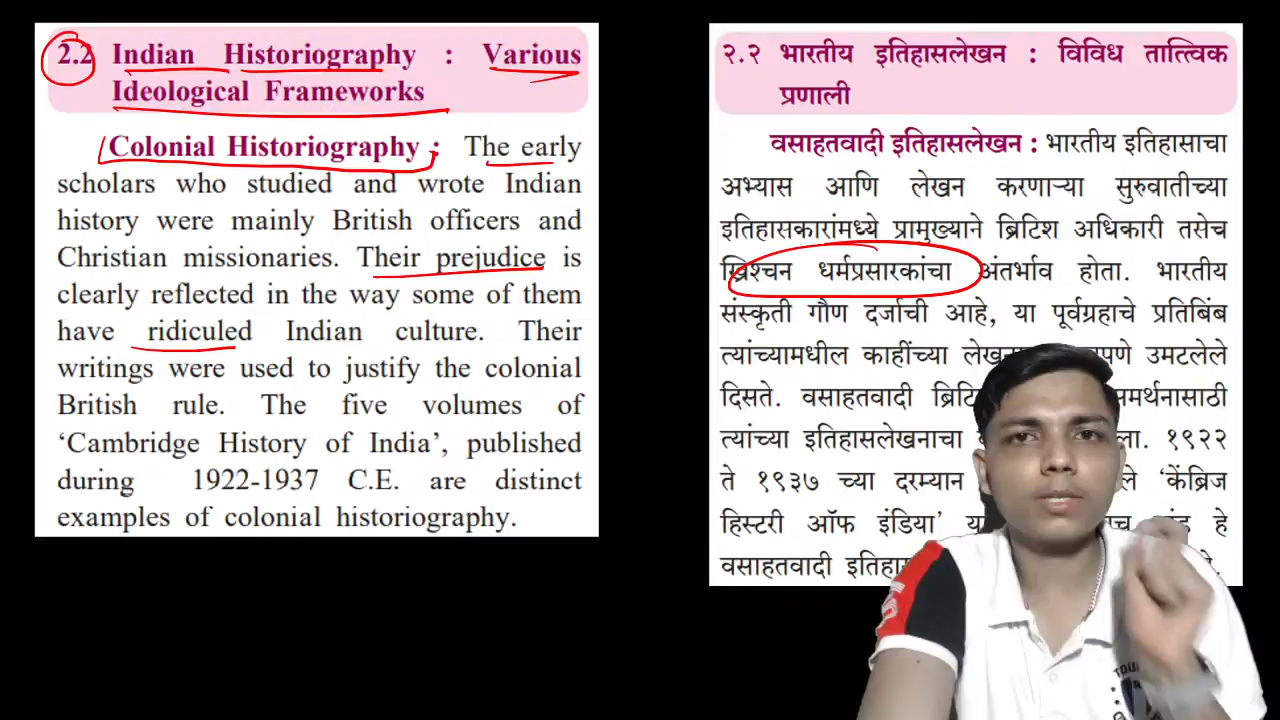 2.2 Indian Historiography : Various
Ideological Frameworks
Colonial Historiography : The early
scholars who studied and wrote Indian
history were mainly British officers and
Christian missionaries. Their prejudice is
clearly reflected in the way some of them
have ridiculed Indian culture. Their
writings were used to justify the colonial
British rule. The five volumes of
‘Cambridge History of India’, published
during 1922-1937 C.E. are distinct
examples of colonial historiography.
२.२ भारतीय इतिहासलेखन : विविध तात्त्विक
प्रणाली
वसाहतवादी इतिहासलेखन : भारतीय इतिहासाचा
अभ्यास आणि लेखन करणाऱ्या सुरुवातीच्या
इतिहासकारांमध्ये प्रामुख्याने ब्रिटिश अधिकारी तसेच
ख्रिश्चन धर्मप्रसारकांचा अंतर्भाव होता. भारतीय
संस्कृती गौण दर्जाची आहे, या पूर्वग्रहाचे प्रतिबिंब
त्यांच्यामधील काहींच्या उमटलेले
दिसते. वसाहतवादी
त्यांच्या इतिहासलेखनाचा १९२२
ते १९३७ च्या दरम्यान ‘केंब्रिज
हिस्टरी ऑफ इंडिया’ हे
वसाहतवादी